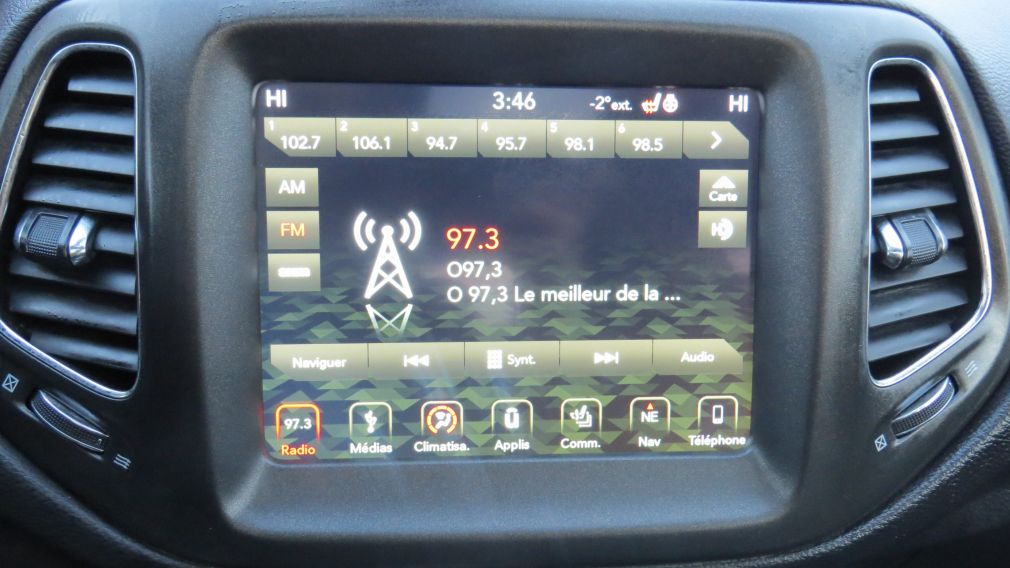 HI 3:46 -2°ext. HI
1 102.7 2 106.1 3 94.7 4 95.7 5 98.1 6 98.5
AM
Carte
FM
97.3
O97,3
O 97,3 Le meilleur de la ...
Naviguer Synt. Audio
97.3 NE
Radio Médias Climatisa. Applis Comm. Nav Téléphone